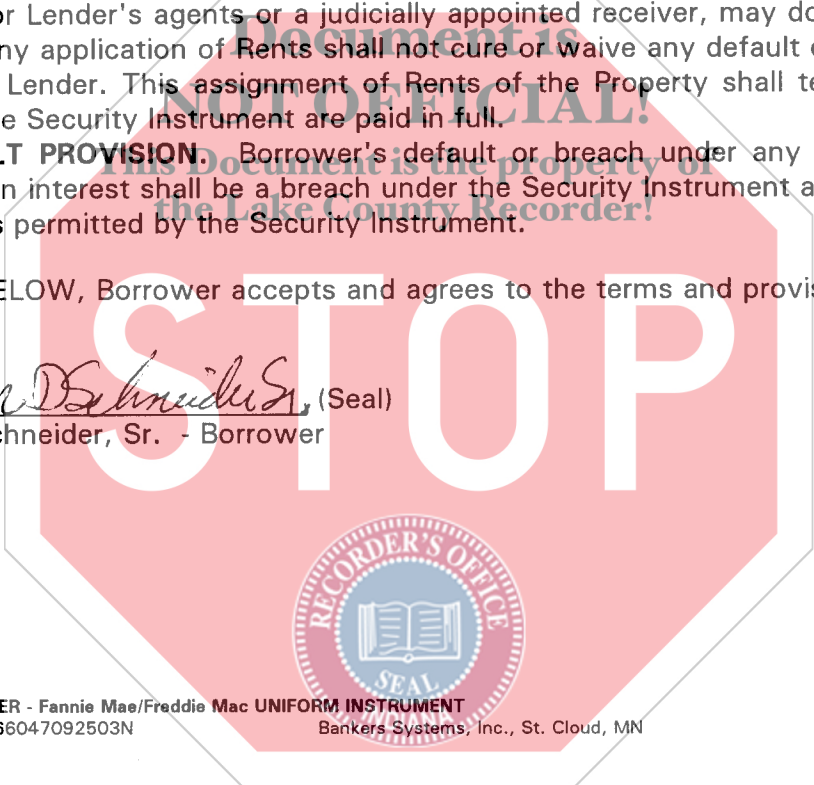 or Lender's agents or a judicially appointed receiver, may do
ny application of Rents shall not cure or waive any default o
Lender. This assignment of Rents of the Property shall te
e Security Instrument are paid in full.
LT PROVISION. Borrower's default or breach under any
n interest shall be a breach under the Security Instrument a
s permitted by the Security Instrument.
Document is
NOT OFFICIAL!
This Document is the property of
the Lake County Recorder!
ELOW, Borrower accepts and agrees to the terms and provis
STOP
D Schneider Sr. (Seal)
chneider, Sr. - Borrower
RECORDER'S OFFICE
SEAL
INDIANA
ER - Fannie Mae/Freddie Mac UNIFORM INSTRUMENT
66047092503N Bankers Systems, Inc., St. Cloud, MN